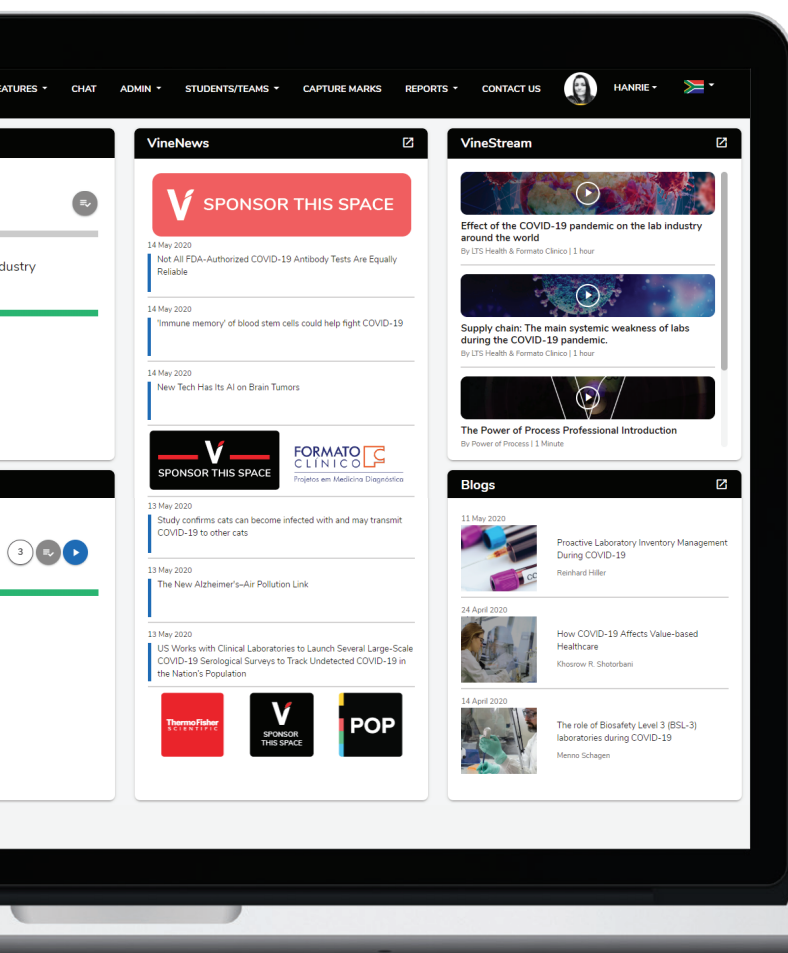 EATURES
CHAT
ADMIN
STUDENTS/TEAMS
CAPTURE MARKS
REPORTS
CONTACT US
HANRIE
dustry
3
VineNews
SPONSOR THIS SPACE
14 May 2020
Not All FDA-Authorized COVID-19 Antibody Tests Are Equally
Reliable
14 May 2020
'Immune memory' of blood stem cells could help fight COVID-19
14 May 2020
New Tech Has Its AI on Brain Tumors
SPONSOR THIS SPACE
FORMATO
CLÍNICO
Projetos em Medicina Diagnóstica
13 May 2020
Study confirms cats can become infected with and may transmit
COVID-19 to other cats
13 May 2020
The New Alzheimer's–Air Pollution Link
13 May 2020
US Works with Clinical Laboratories to Launch Several Large-Scale
COVID-19 Serological Surveys to Track Undetected COVID-19 in
the Nation's Population
ThermoFisher
SCIENTIFIC
SPONSOR
THIS SPACE
POP
VineStream
Effect of the COVID-19 pandemic on the lab industry
around the world
By LTS Health & Formato Clinico | 1 hour
Supply chain: The main systemic weakness of labs
during the COVID-19 pandemic.
By LTS Health & Formato Clinico | 1 hour
The Power of Process Professional Introduction
By Power of Process | 1 Minute
Blogs
11 May 2020
Proactive Laboratory Inventory Management
During COVID-19
Reinhard Hiller
24 April 2020
How COVID-19 Affects Value-based
Healthcare
Khosrow R. Shotorbani
14 April 2020
The role of Biosafety Level 3 (BSL-3)
laboratories during COVID-19
Menno Schagen